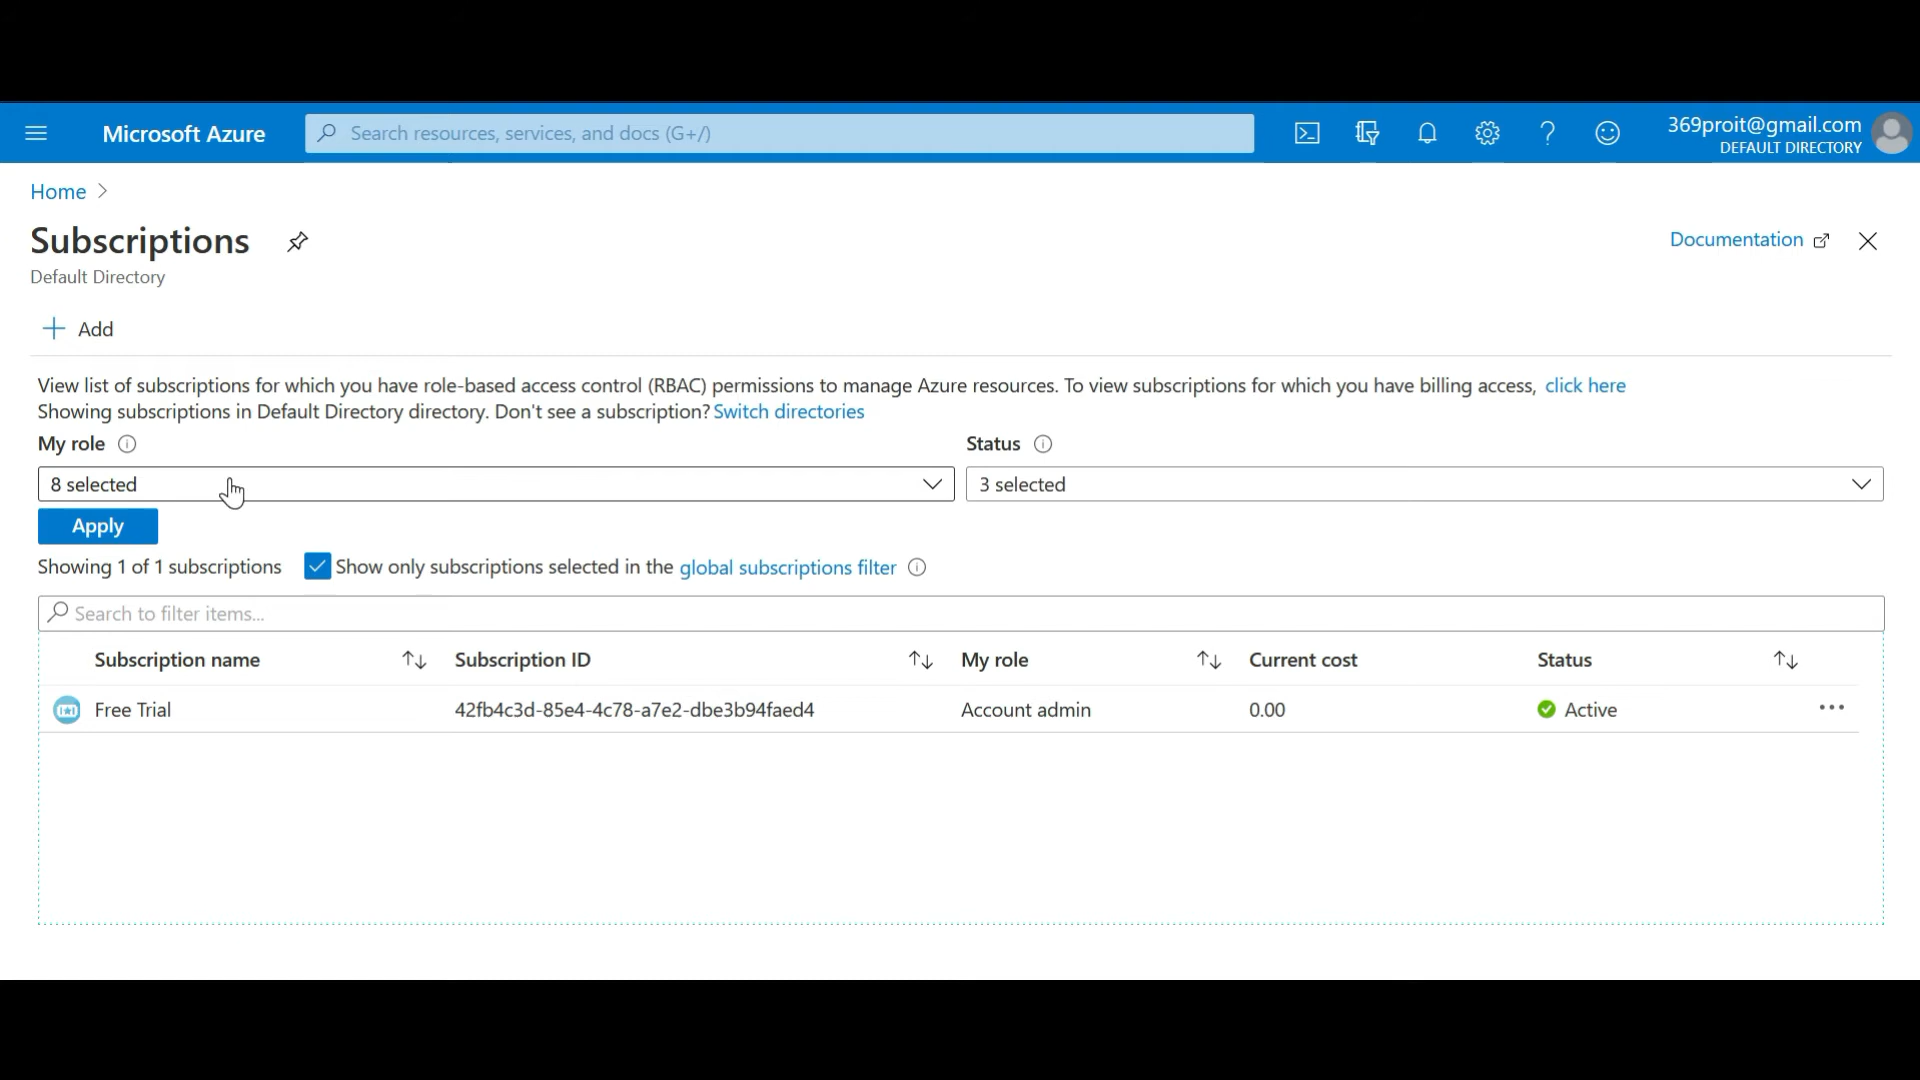 Microsoft Azure
Search resources, services, and docs (G+/)
369proit@gmail.com
DEFAULT DIRECTORY
Home
Subscriptions
Documentation
Default Directory
Add
View list of subscriptions for which you have role-based access control (RBAC) permissions to manage Azure resources. To view subscriptions for which you have billing access, click here
Showing subscriptions in Default Directory directory. Don't see a subscription? Switch directories
My role
Status
8 selected
3 selected
Apply
Showing 1 of 1 subscriptions
Show only subscriptions selected in the global subscriptions filter
Search to filter items...
Subscription name
Subscription ID
My role
Current cost
Status
Free Trial
42fb4c3d-85e4-4c78-a7e2-dbe3b94faed4
Account admin
0.00
Active